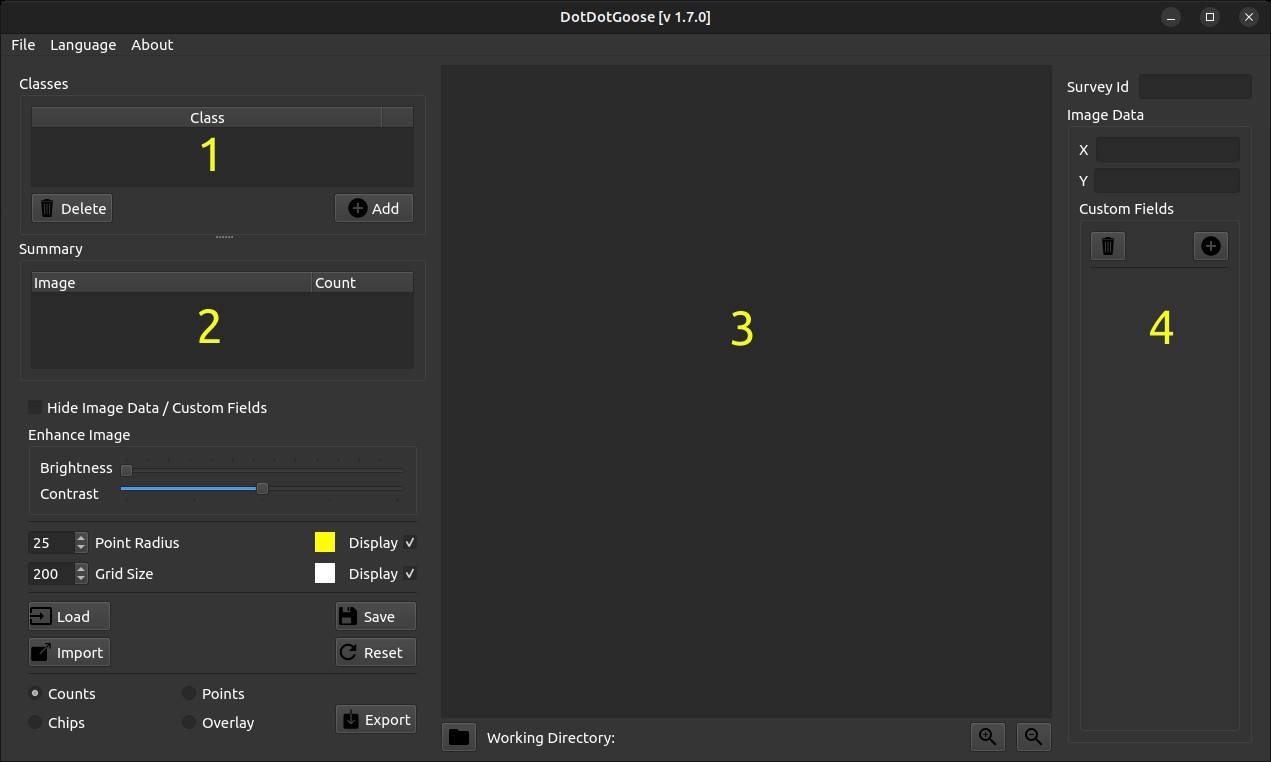 DotDotGoose [v 1.7.0]
File Language About
Classes
Class
1
Delete Add
Summary
Image Count
2
Hide Image Data / Custom Fields
Enhance Image
Brightness
Contrast
25 Point Radius Display
200 Grid Size Display
Load Save
Import Reset
Counts Points
Chips Overlay
Export
3
Working Directory:
Survey Id
Image Data
X
Y
Custom Fields
4